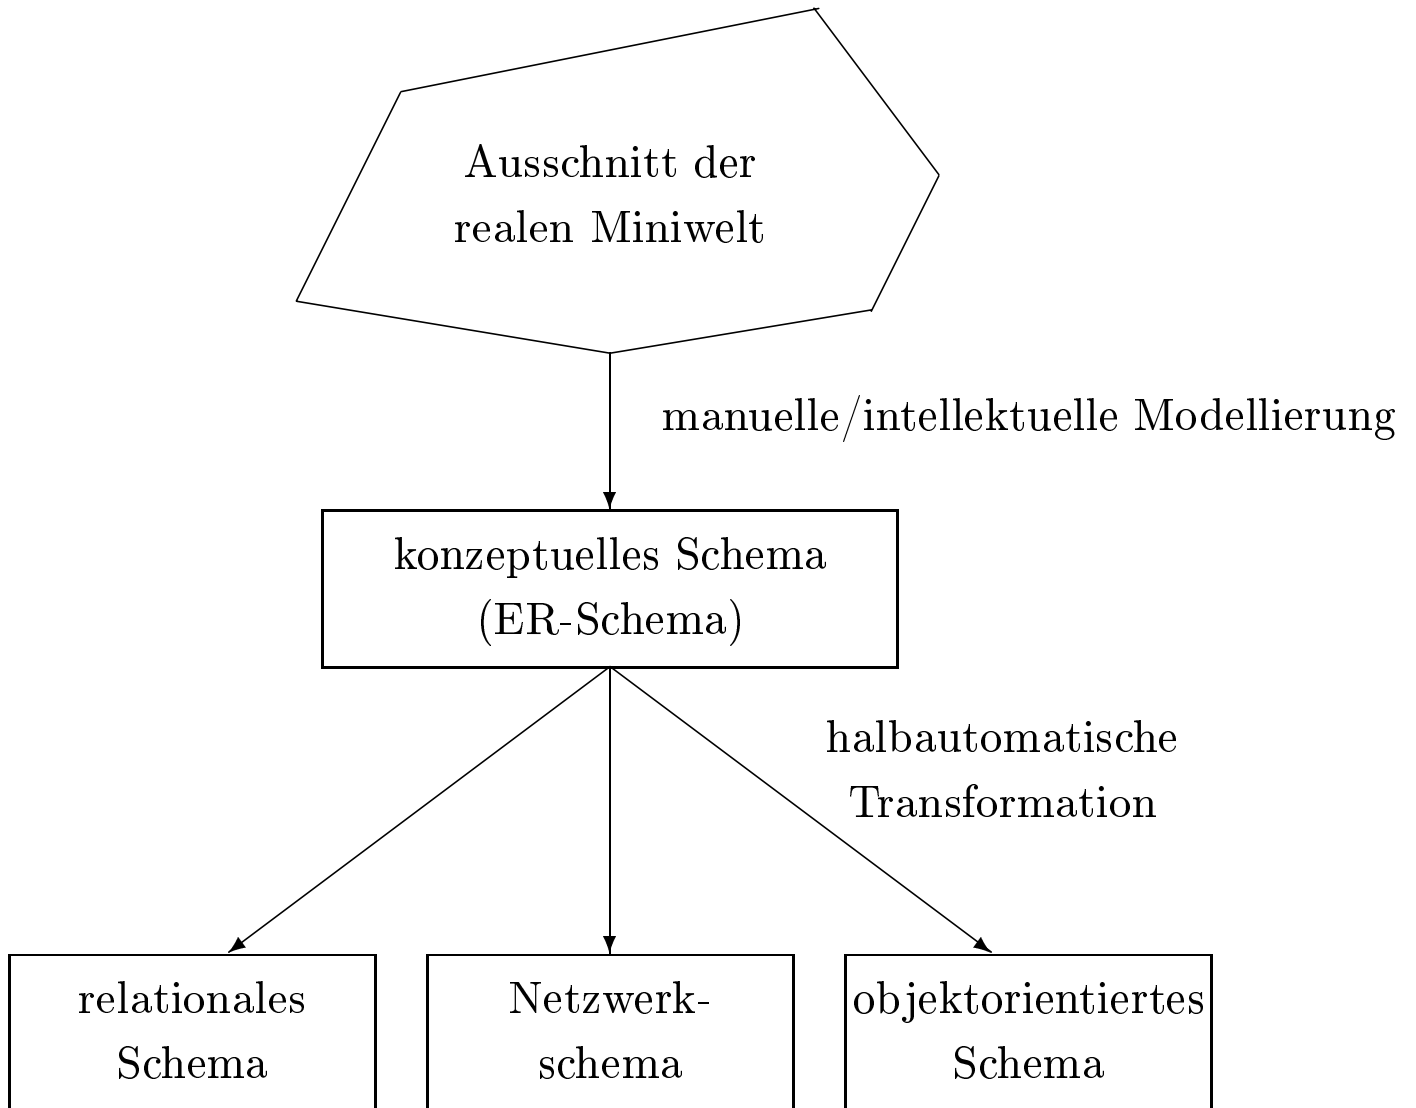 Ausschnitt der
realen Miniwelt
manuelle/intellektuelle Modellierung
konzeptuelles Schema
(ER-Schema)
halbautomatische
Transformation
relationales
Schema
Netzwerk-
schema
objektorientiertes
Schema